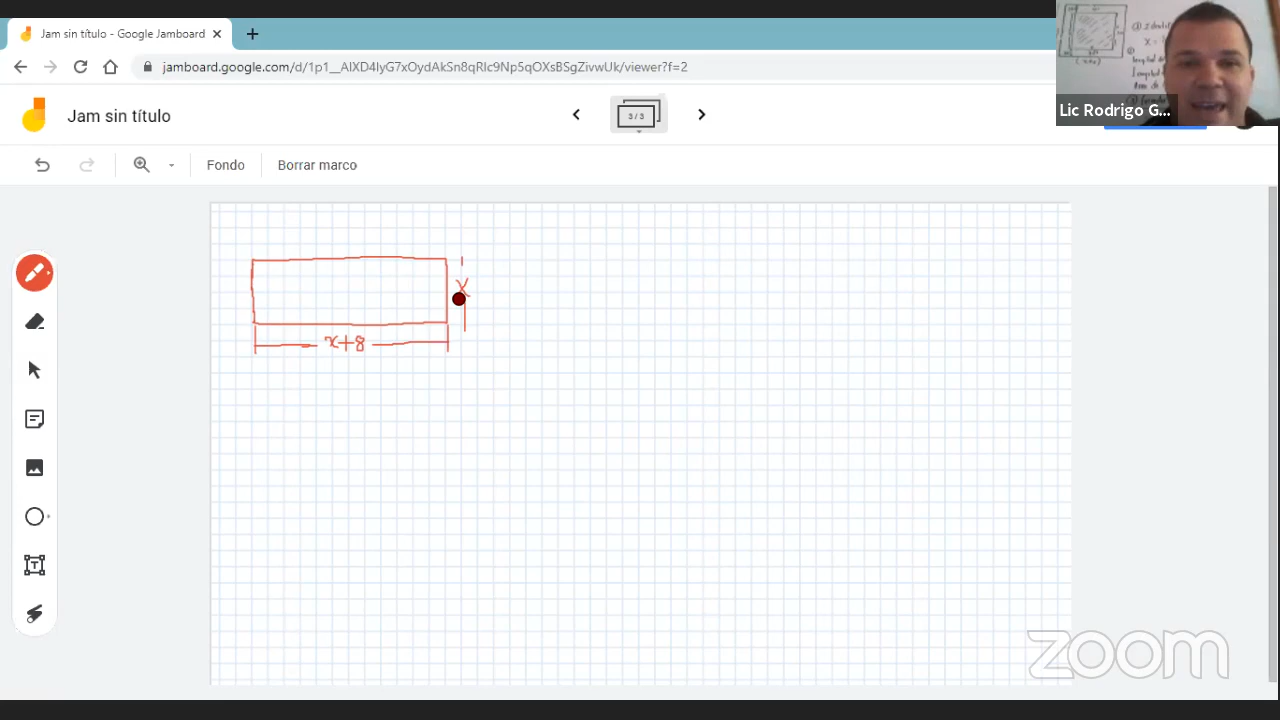 Jam sin título - Google Jamboard
jamboard.google.com/d/1p1__AIXD4IyG7xOydAkSn8qRIc9Np5qOXsBSgZivwUk/viewer?f=2
Jam sin título
3 / 3
Lic Rodrigo G...
Fondo
Borrar marco
x
x+8
zoom